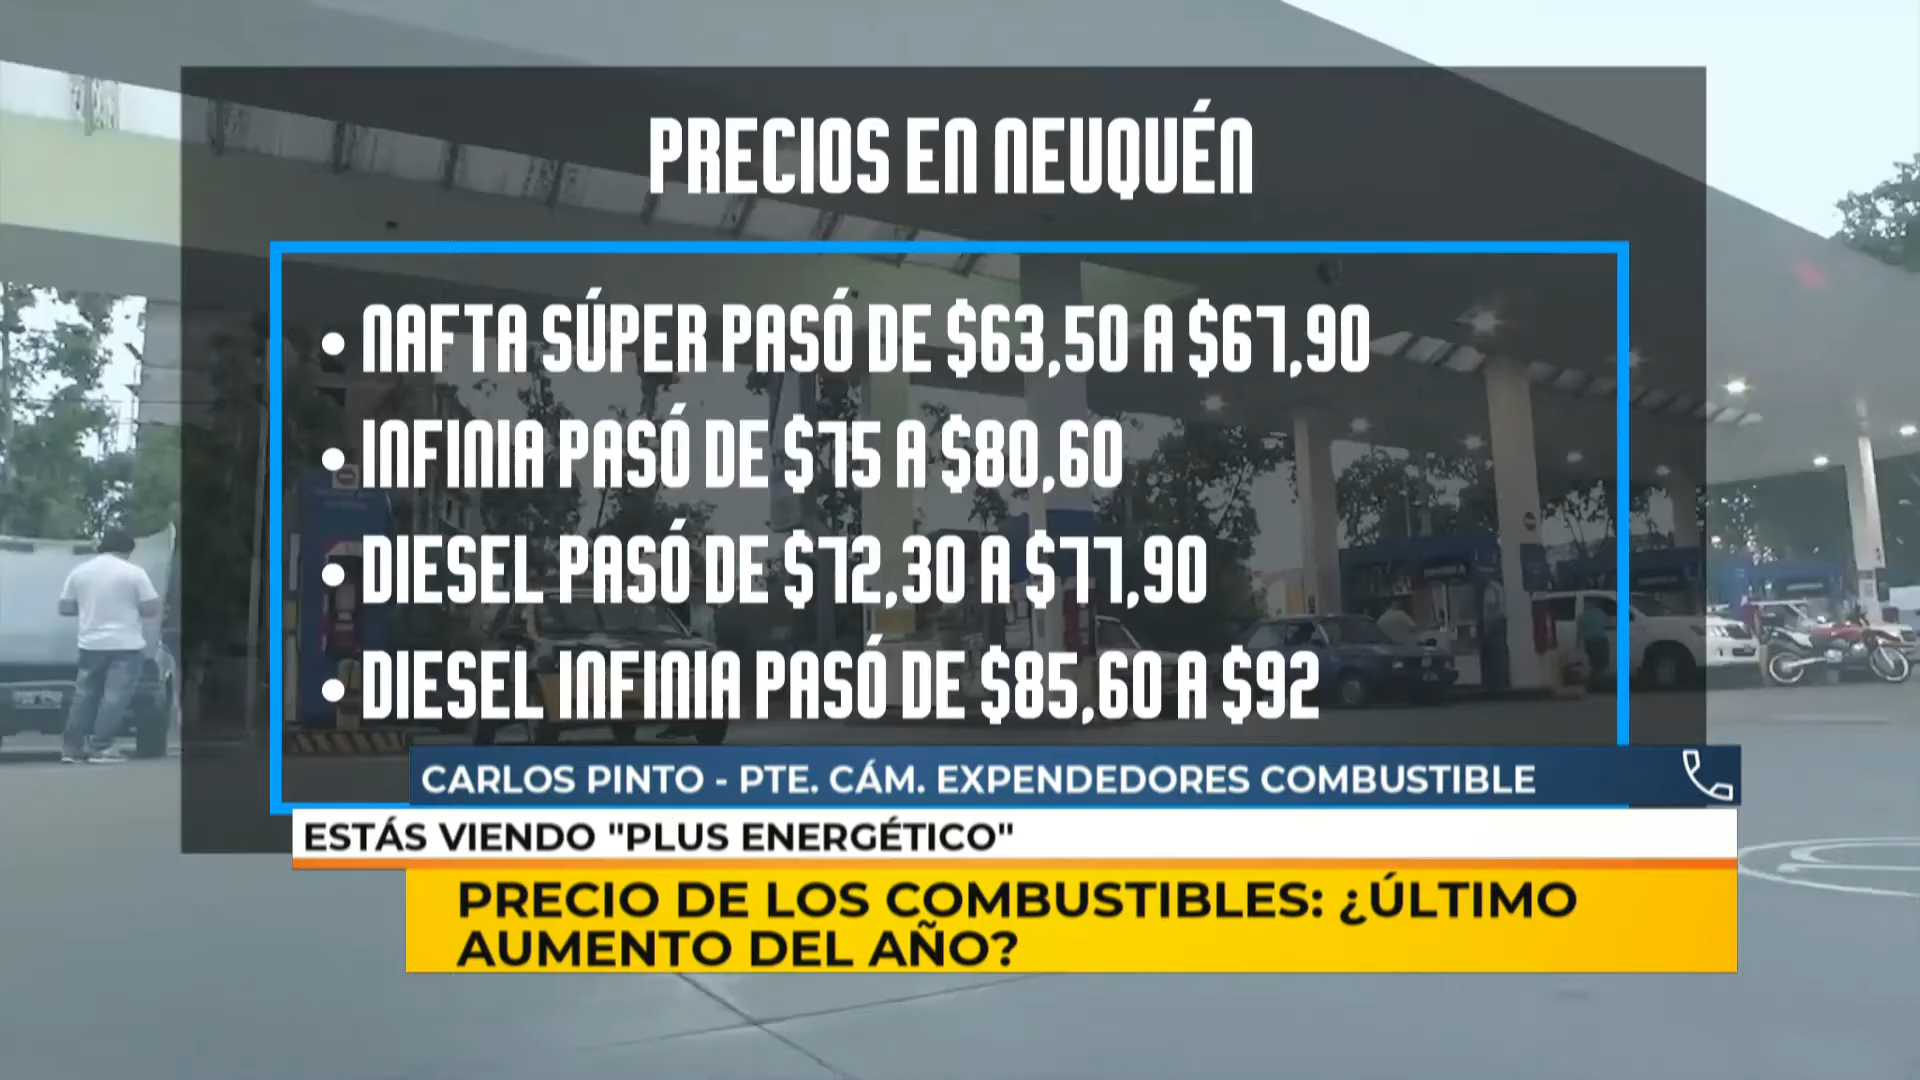 PRECIOS EN NEUQUÉN
• NAFTA SÚPER PASÓ DE $63,50 A $67,90
• INFINIA PASÓ DE $75 A $80,60
• DIESEL PASÓ DE $72,30 A $77,90
• DIESEL INFINIA PASÓ DE $85,60 A $92
CARLOS PINTO - PTE. CÁM. EXPENDEDORES COMBUSTIBLE
ESTÁS VIENDO "PLUS ENERGÉTICO"
PRECIO DE LOS COMBUSTIBLES: ¿ÚLTIMO
AUMENTO DEL AÑO?